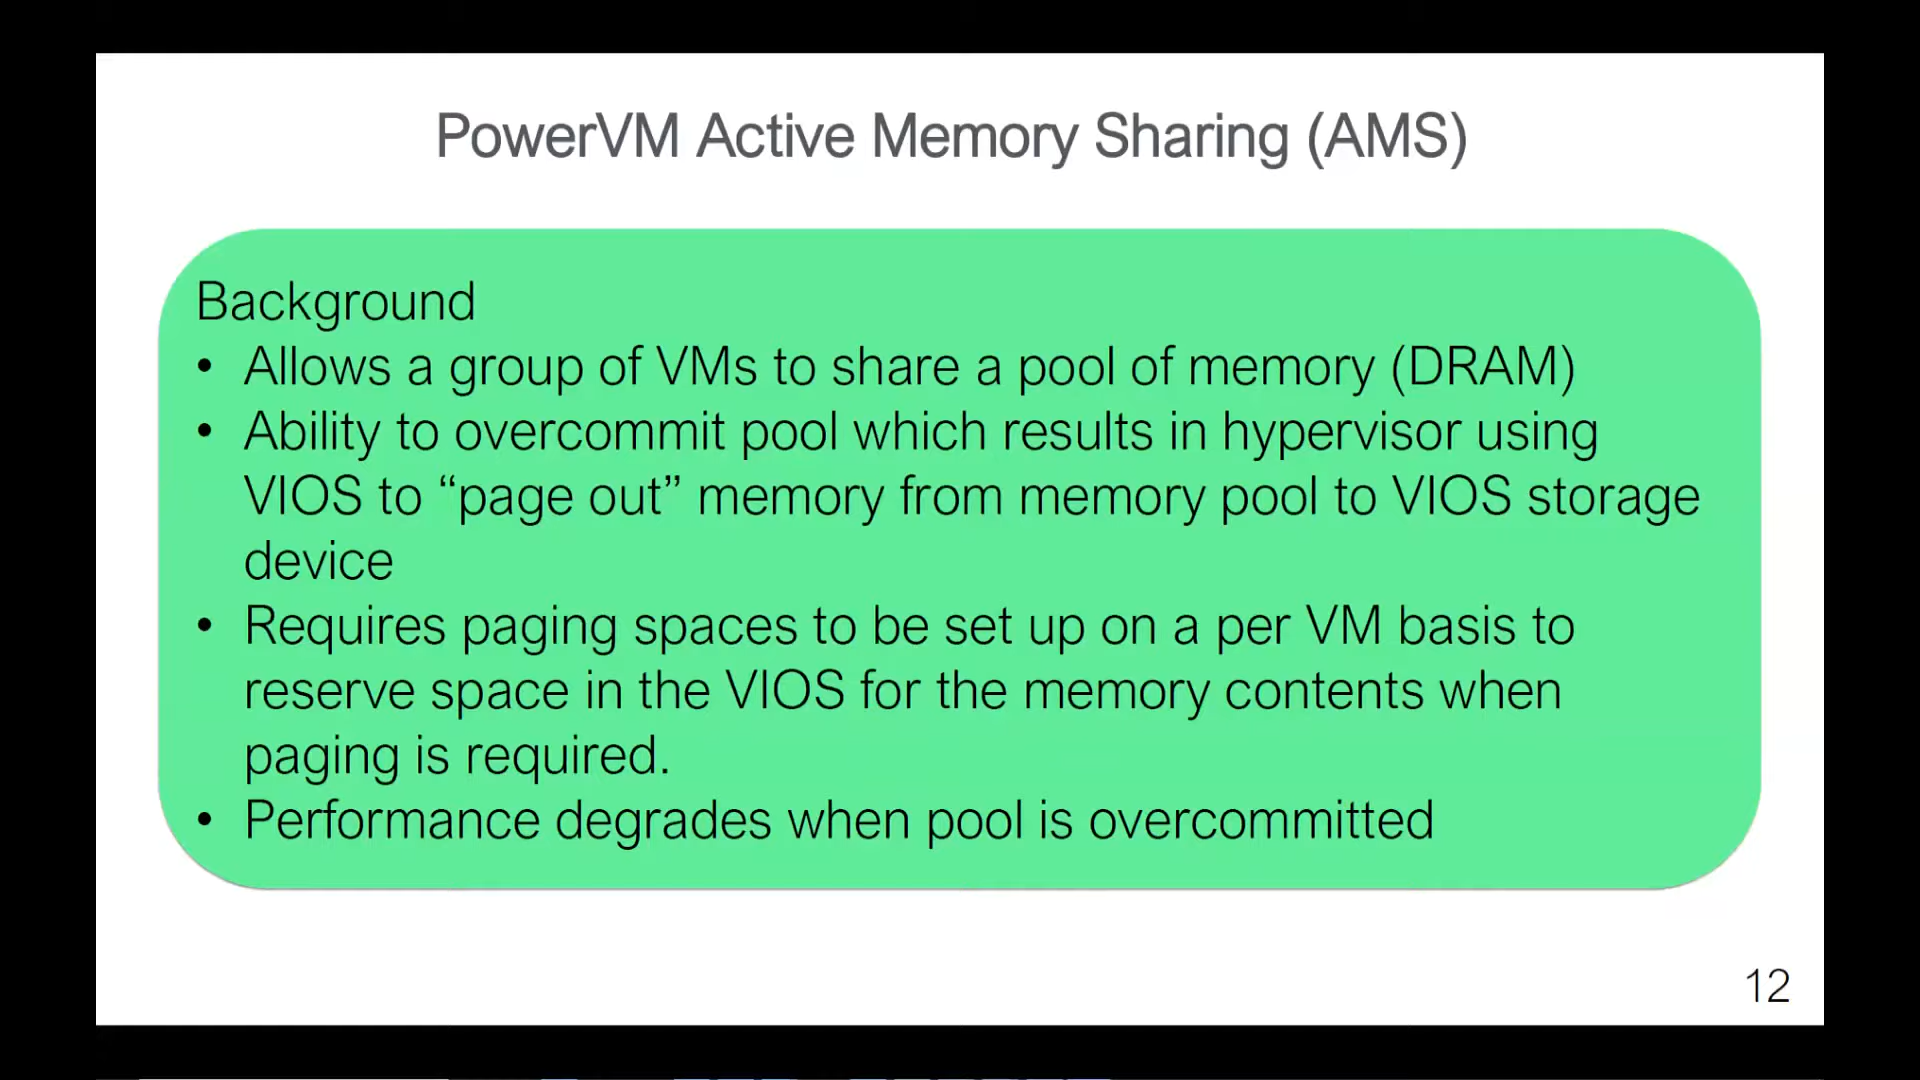 PowerVM Active Memory Sharing (AMS)
Background
• Allows a group of VMs to share a pool of memory (DRAM)
• Ability to overcommit pool which results in hypervisor using
VIOS to “page out” memory from memory pool to VIOS storage
device
• Requires paging spaces to be set up on a per VM basis to
reserve space in the VIOS for the memory contents when
paging is required.
• Performance degrades when pool is overcommitted
12